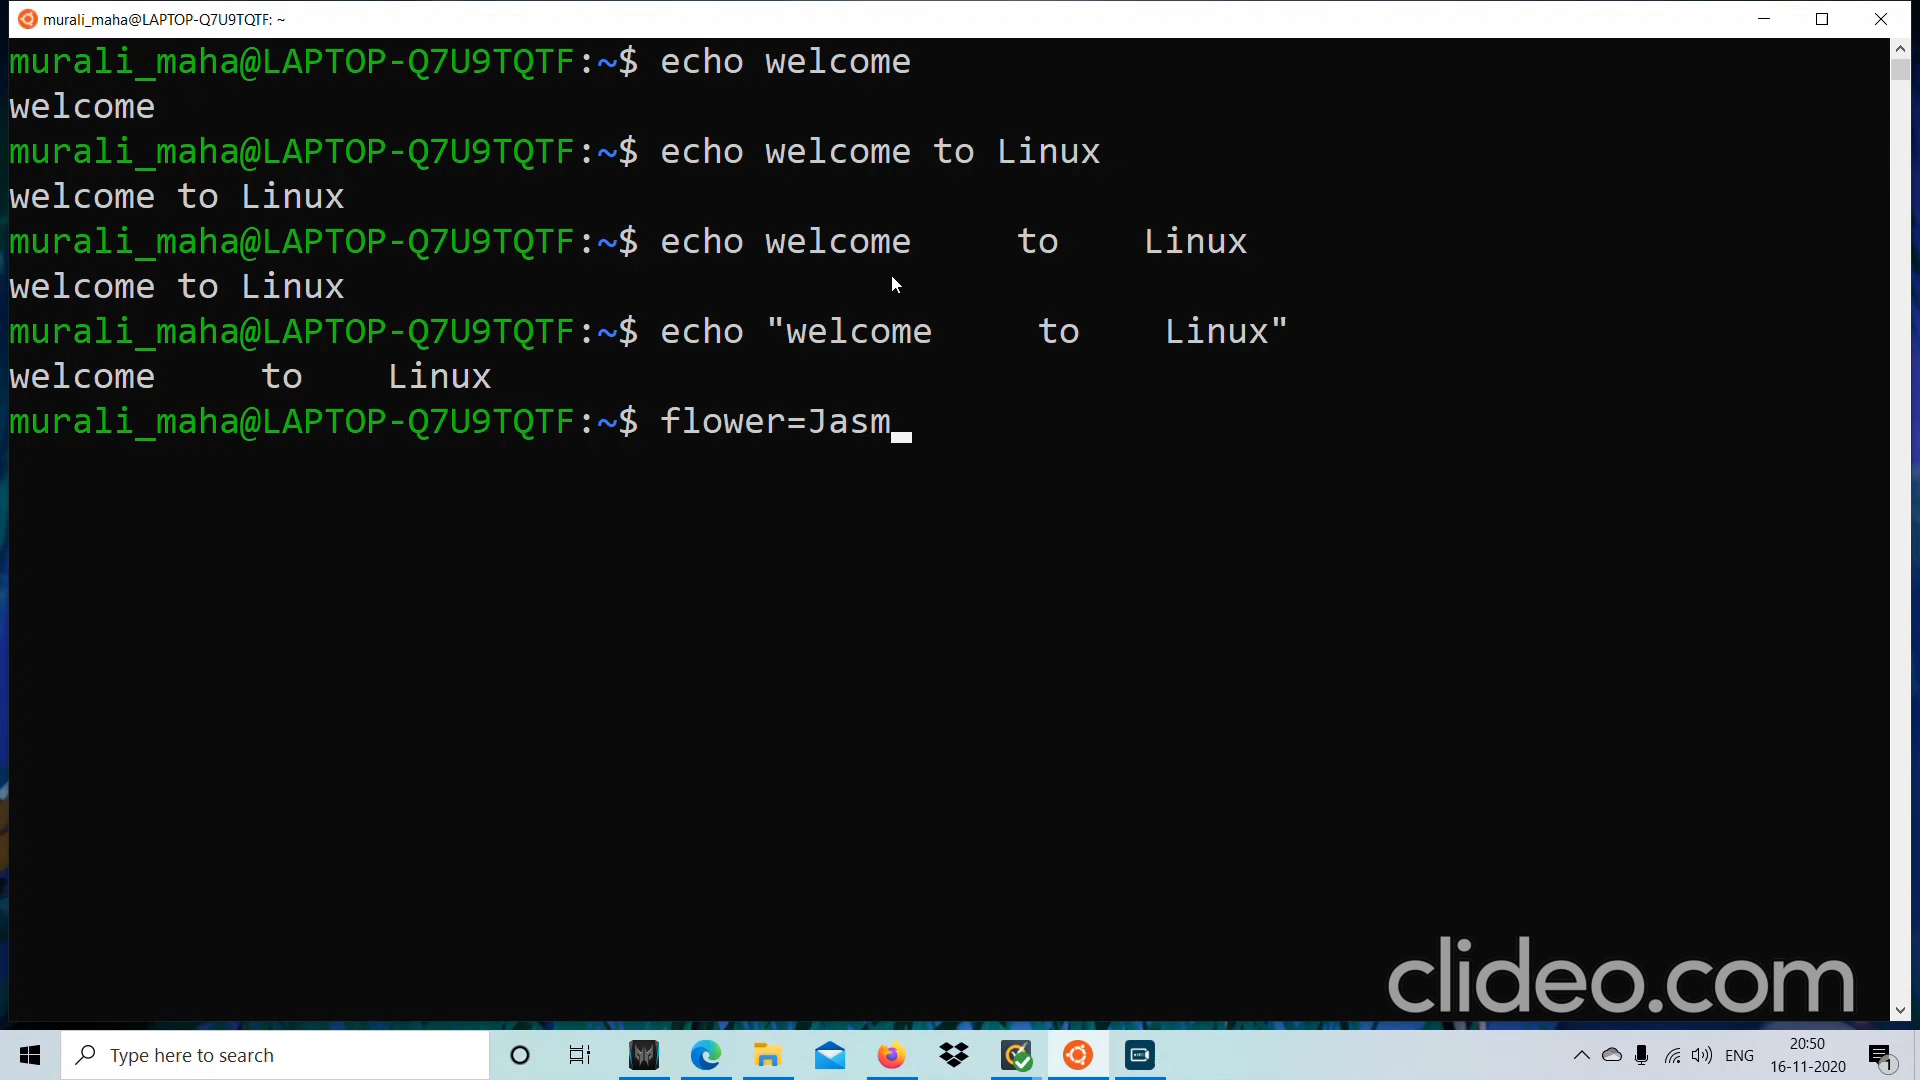 murali_maha@LAPTOP-Q7U9TQTF: ~
murali_maha@LAPTOP-Q7U9TQTF:~$ echo welcome
welcome
murali_maha@LAPTOP-Q7U9TQTF:~$ echo welcome to Linux
welcome to Linux
murali_maha@LAPTOP-Q7U9TQTF:~$ echo welcome     to    Linux
welcome to Linux
murali_maha@LAPTOP-Q7U9TQTF:~$ echo "welcome     to    Linux"
welcome     to    Linux
murali_maha@LAPTOP-Q7U9TQTF:~$ flower=Jasm
clideo.com
Type here to search
ENG
20:50
16-11-2020
1